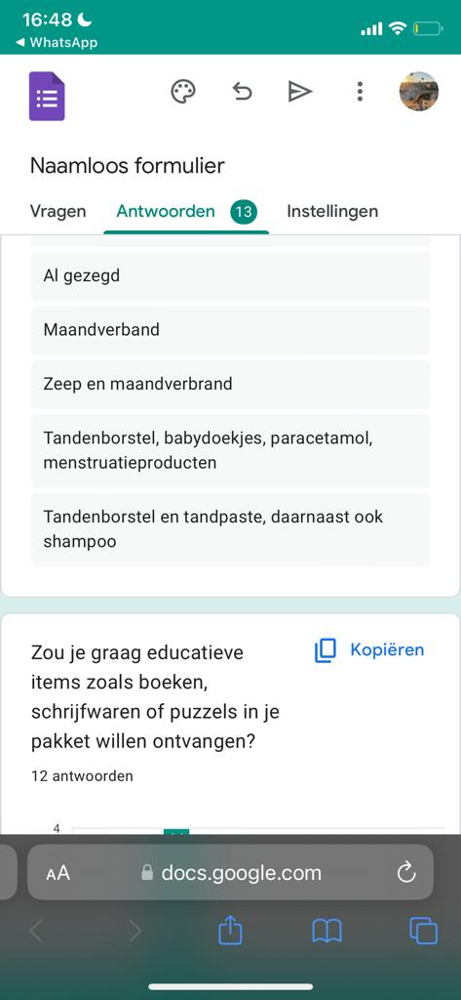 16:48
◀ WhatsApp
Naamloos formulier
Vragen Antwoorden 13 Instellingen
Al gezegd
Maandverband
Zeep en maandverbrand
Tandenborstel, babydoekjes, paracetamol,
menstruatieproducten
Tandenborstel en tandpaste, daarnaast ook
shampoo
Zou je graag educatieve
items zoals boeken,
schrijfwaren of puzzels in je
pakket willen ontvangen?
Kopiëren
12 antwoorden
4
AA docs.google.com